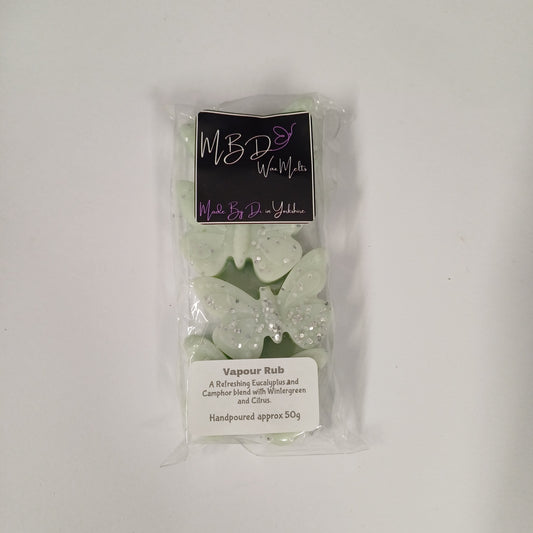 MBD
Wax Melts
Made By Di in Yorkshire
Vapour Rub
A Refreshing Eucalyptus and
Camphor blend with Wintergreen
and Citrus.
Handpoured approx 50g